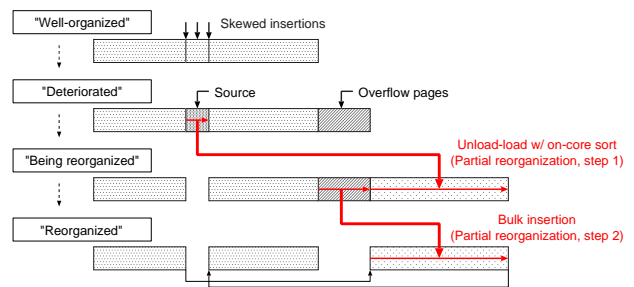 "Well-organized"
Skewed insertions
"Deteriorated"
Source
Overflow pages
Unload-load w/ on-core sort
(Partial reorganization, step 1)
"Being reorganized"
Bulk insertion
(Partial reorganization, step 2)
"Reorganized"